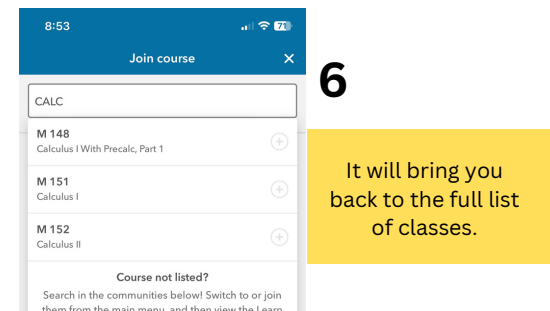 8:53
71
Join course
CALC
M 148
Calculus I With Precalc, Part 1
M 151
Calculus I
M 152
Calculus II
Course not listed?
Search in the communities below! Switch to or join
them from the main menu, and then view the Learn
6
It will bring you
back to the full list
of classes.